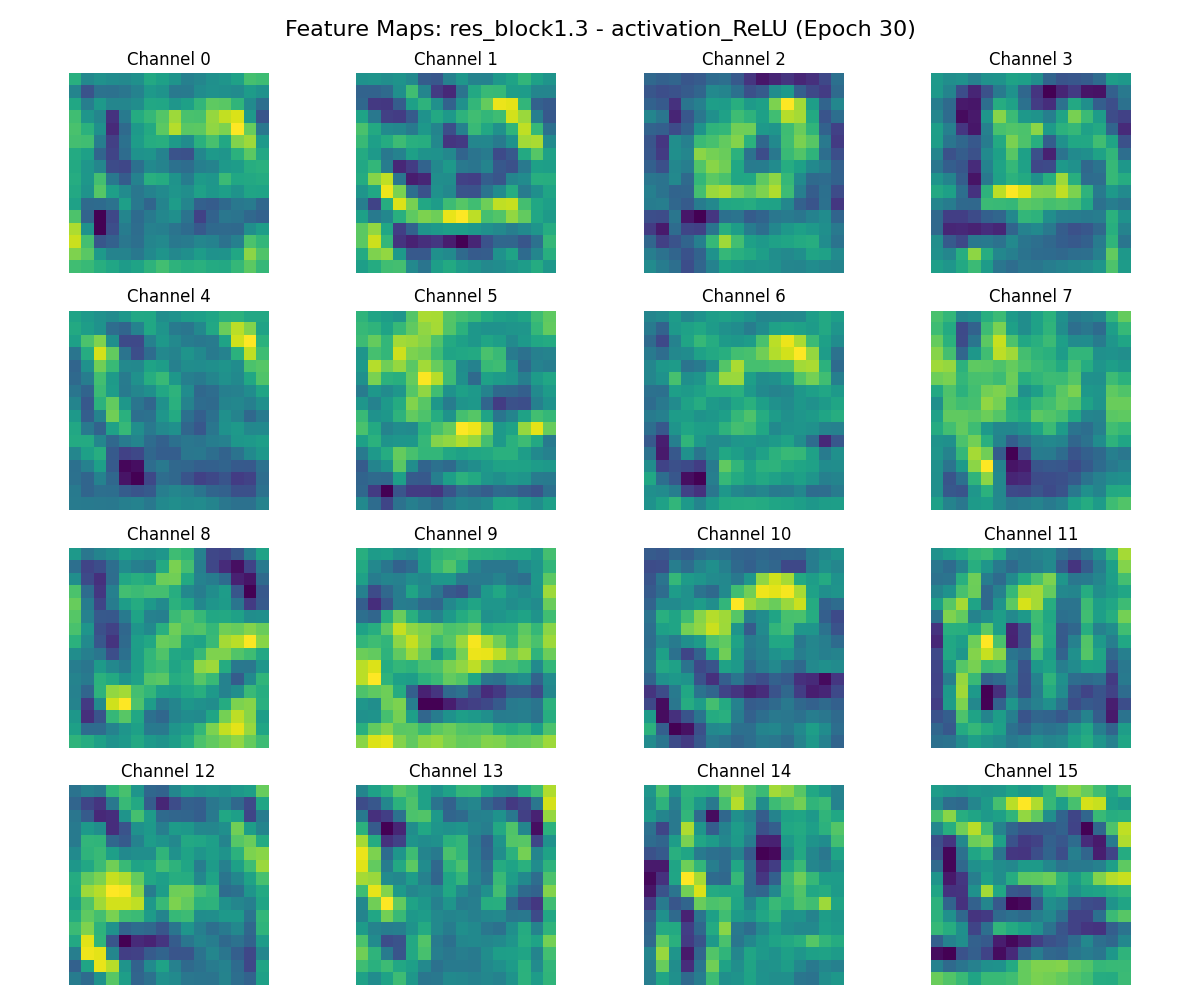 Feature Maps: res_block1.3 - activation_ReLU (Epoch 30)
Channel 0
Channel 1
Channel 2
Channel 3
Channel 4
Channel 5
Channel 6
Channel 7
Channel 8
Channel 9
Channel 10
Channel 11
Channel 12
Channel 13
Channel 14
Channel 15